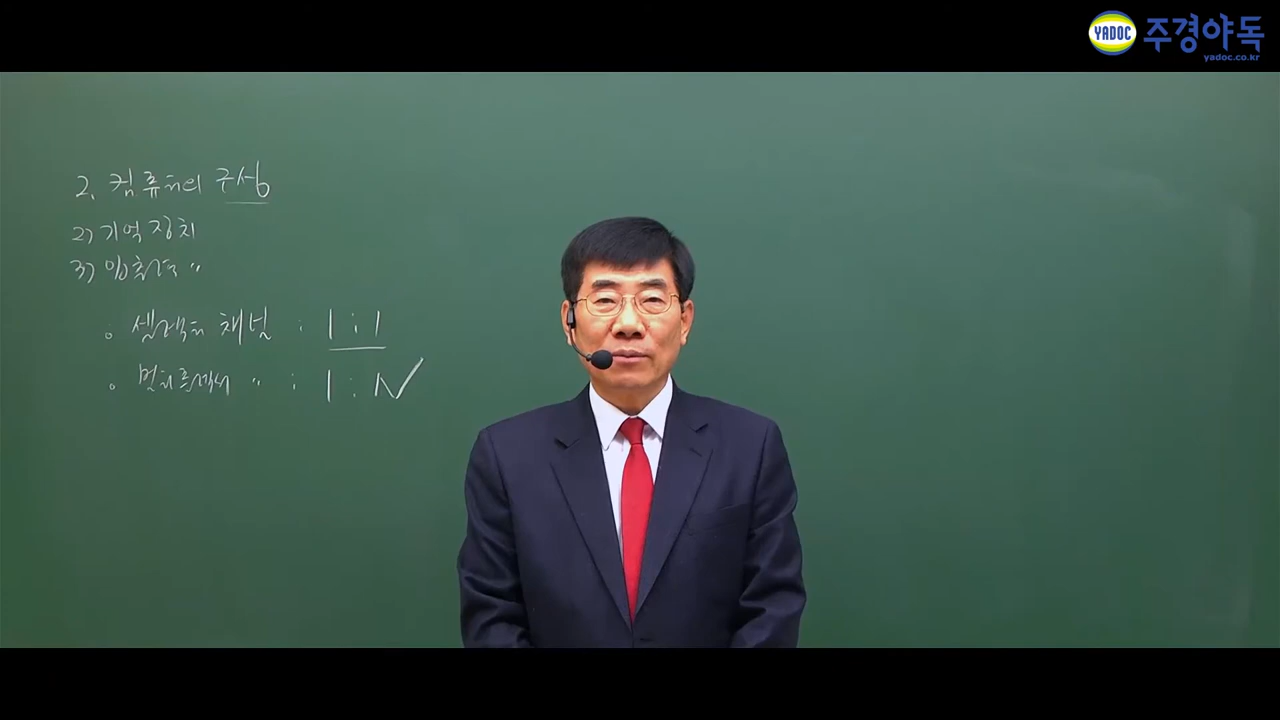 YADOC 주경야독
yadoc.co.kr
2. 컴퓨터의 구성
2) 기억장치
3) 입출력 〃
○ 셀렉터 채널 : 1 : 1
○ 멀티플렉서 〃 : 1 : N